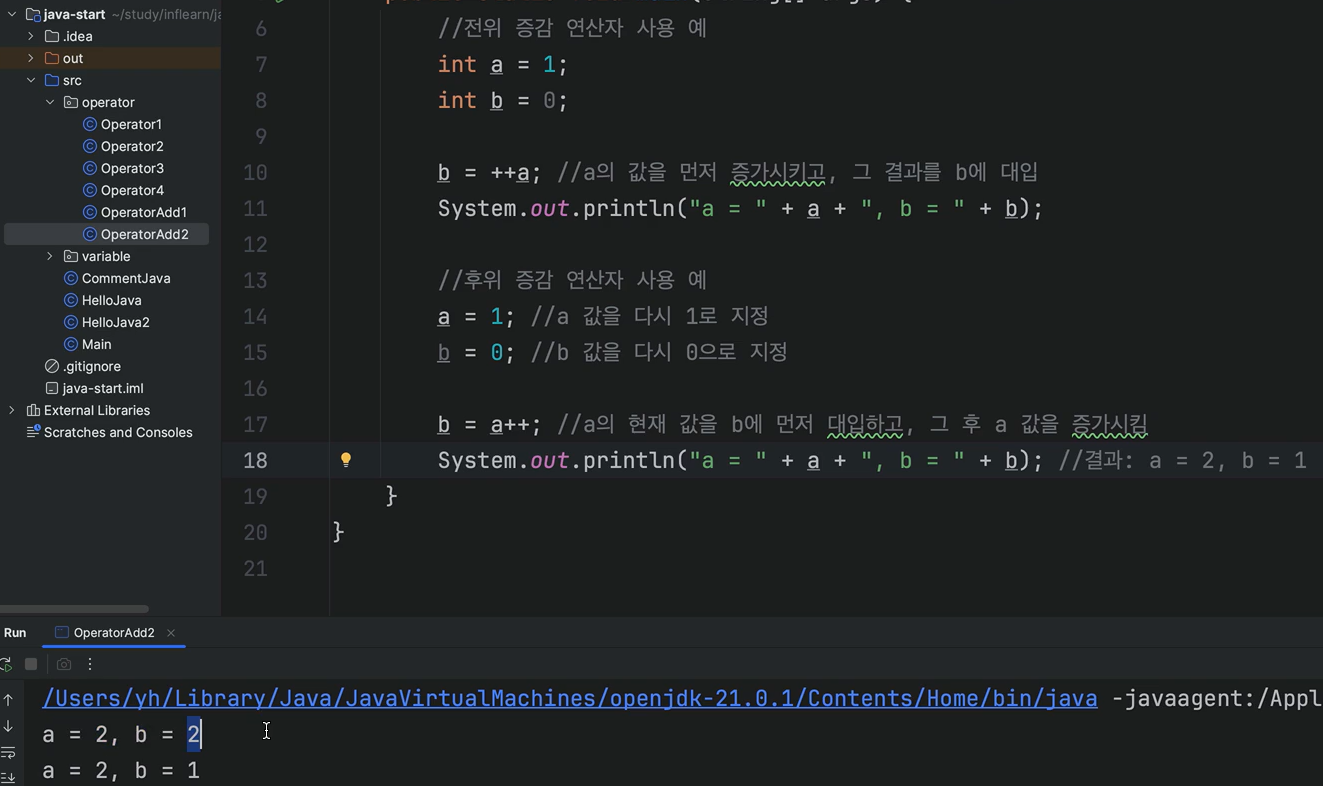 java-start ~/study/inflearn/ja
.idea
out
src
operator
Operator1
Operator2
Operator3
Operator4
OperatorAdd1
OperatorAdd2
variable
CommentJava
HelloJava
HelloJava2
Main
.gitignore
java-start.iml
External Libraries
Scratches and Consoles
6 //전위 증감 연산자 사용 예
7 int a = 1;
8 int b = 0;
9
10 b = ++a; //a의 값을 먼저 증가시키고, 그 결과를 b에 대입
11 System.out.println("a = " + a + ", b = " + b);
12
13 //후위 증감 연산자 사용 예
14 a = 1; //a 값을 다시 1로 지정
15 b = 0; //b 값을 다시 0으로 지정
16
17 b = a++; //a의 현재 값을 b에 먼저 대입하고, 그 후 a 값을 증가시킴
18 System.out.println("a = " + a + ", b = " + b); //결과: a = 2, b = 1
19 }
20 }
21
Run OperatorAdd2
/Users/yh/Library/Java/JavaVirtualMachines/openjdk-21.0.1/Contents/Home/bin/java -javaagent:/Appl
a = 2, b = 2
a = 2, b = 1